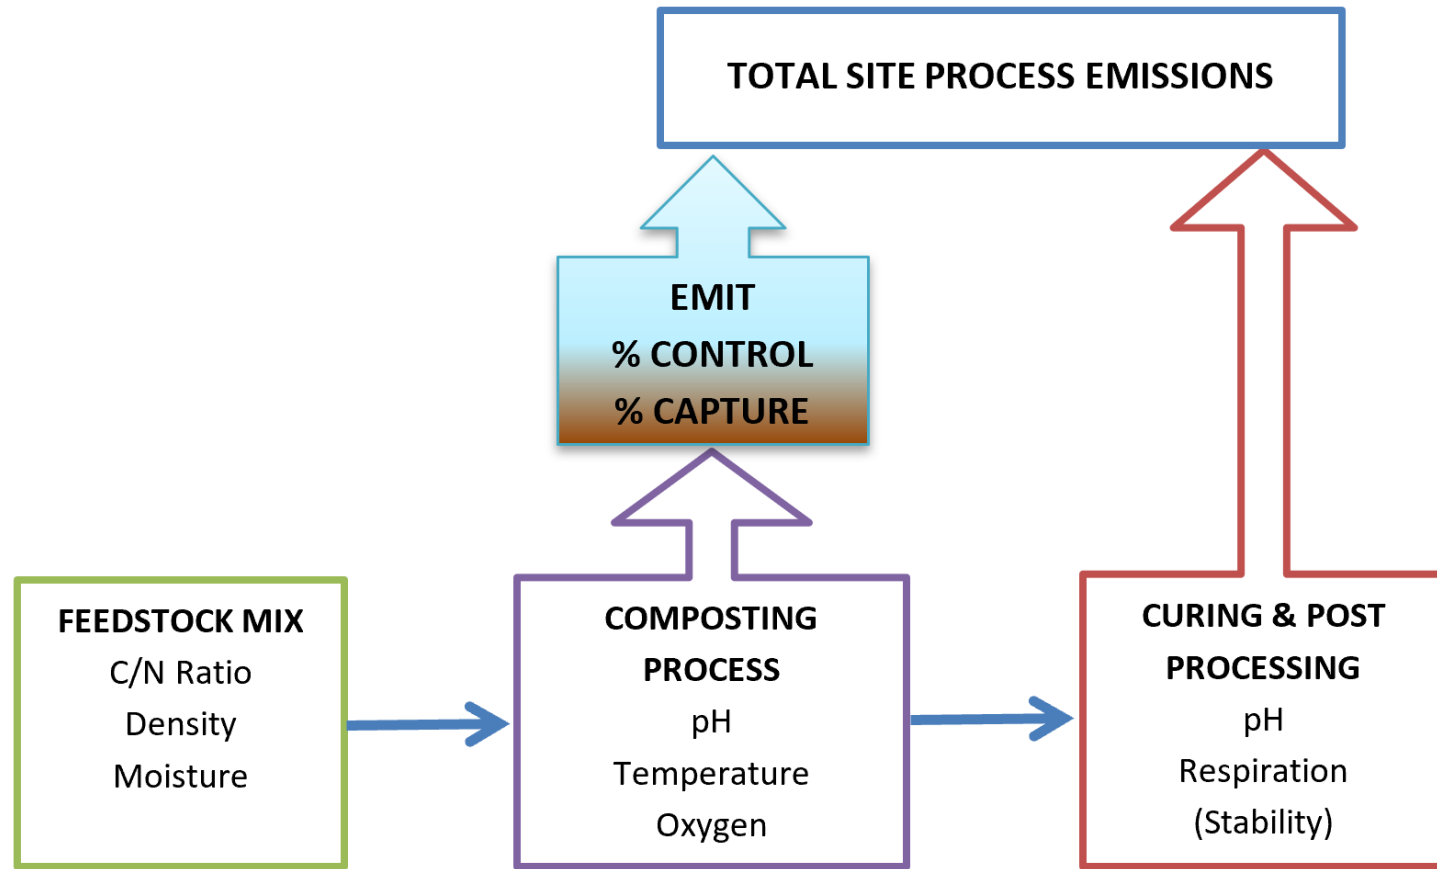 TOTAL SITE PROCESS EMISSIONS
EMIT
% CONTROL
% CAPTURE
FEEDSTOCK MIX
C/N Ratio
Density
Moisture
COMPOSTING
PROCESS
pH
Temperature
Oxygen
CURING & POST
PROCESSING
pH
Respiration
(Stability)